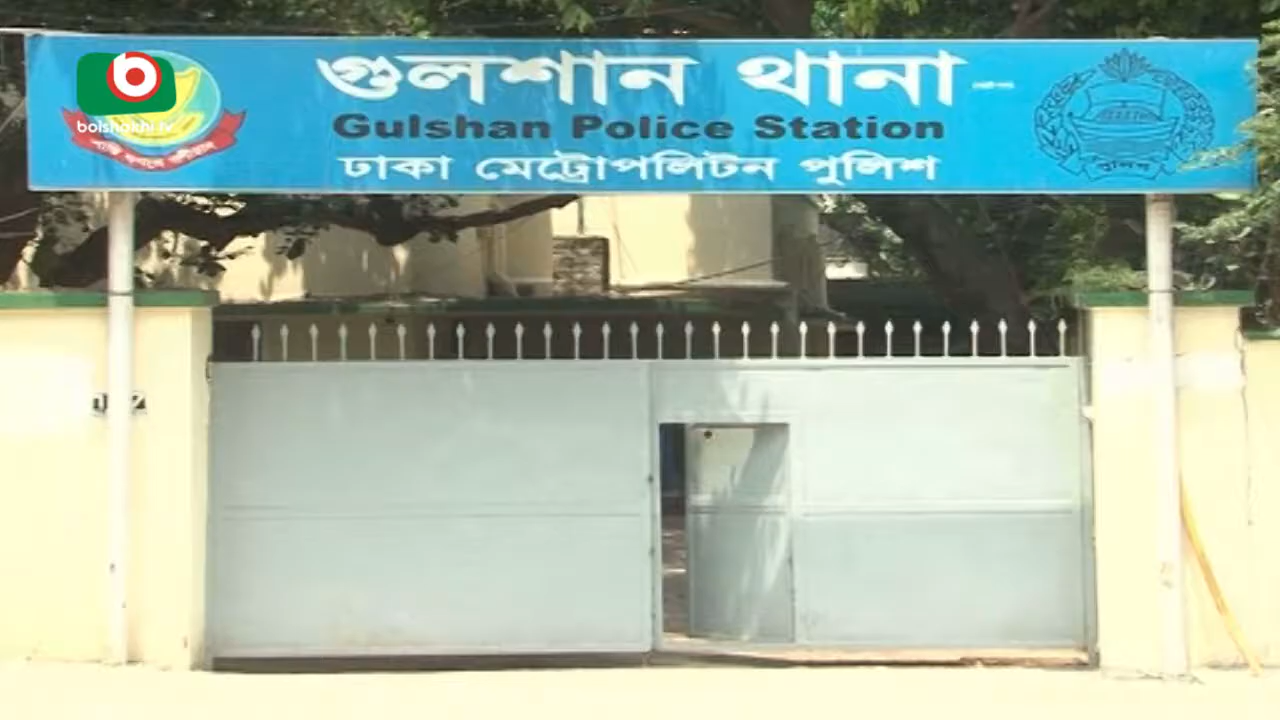 গুলশান থানা
Gulshan Police Station
ঢাকা মেট্রোপলিটন পুলিশ
boishakhi tv
পুলিশ